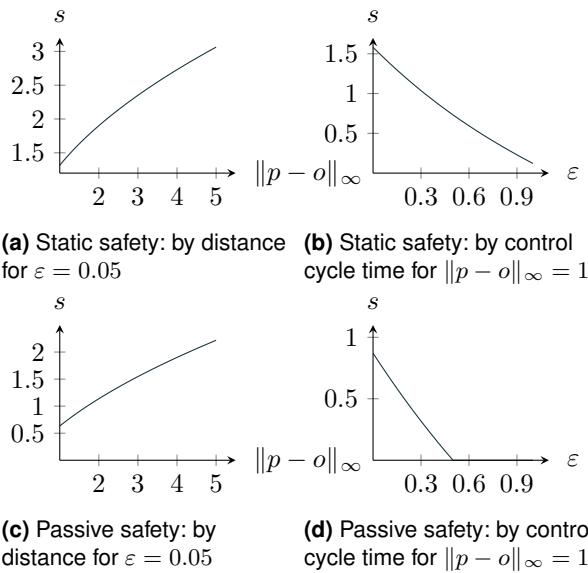 s
3
2.5
2
1.5
2 3 4 5
‖p − o‖∞
s
1.5
1
0.5
0.3 0.6 0.9
ε
(a) Static safety: by distance
for ε = 0.05
(b) Static safety: by control
cycle time for ‖p − o‖∞ = 1
s
2
1.5
1
0.5
2 3 4 5
‖p − o‖∞
s
1
0.5
0.3 0.6 0.9
ε
(c) Passive safety: by
distance for ε = 0.05
(d) Passive safety: by contro
cycle time for ‖p − o‖∞ = 1